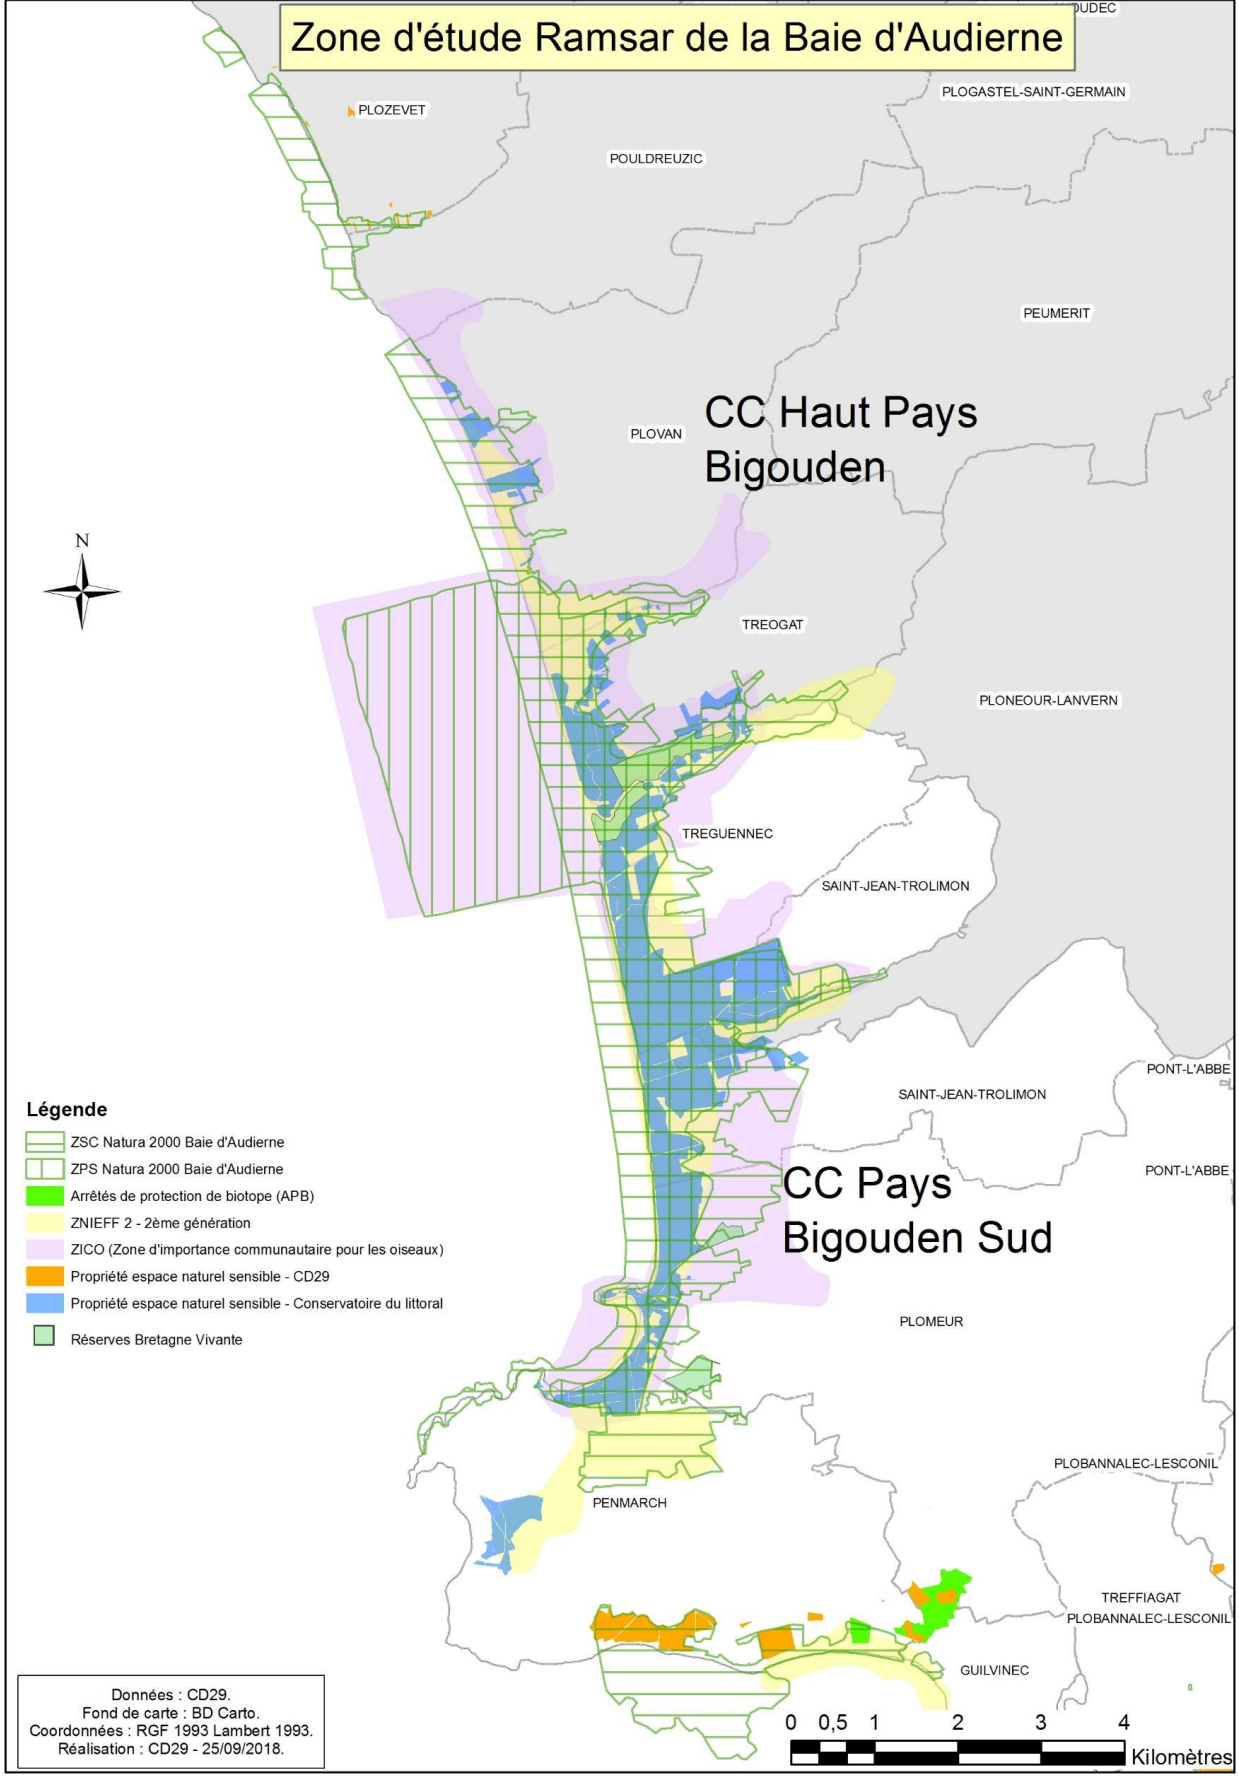 Zone d'étude Ramsar de la Baie d'Audierne
PLOGASTEL-SAINT-GERMAIN
PLOZEVET
POULDREUZIC
PEUMERIT
CC Haut Pays
Bigouden
PLOVAN
N
TREOGAT
PLONEOUR-LANVERN
TREGUENNEC
SAINT-JEAN-TROLIMON
PONT-L'ABBE
SAINT-JEAN-TROLIMON
PONT-L'ABBE
CC Pays
Bigouden Sud
Légende
ZSC Natura 2000 Baie d'Audierne
ZPS Natura 2000 Baie d'Audierne
Arrêtés de protection de biotope (APB)
ZNIEFF 2 - 2ème génération
ZICO (Zone d'importance communautaire pour les oiseaux)
Propriété espace naturel sensible - CD29
Propriété espace naturel sensible - Conservatoire du littoral
Réserves Bretagne Vivante
PLOMEUR
PLOBANNALEC-LESCONIL
PENMARCH
TREFFIAGAT
PLOBANNALEC-LESCONIL
GUILVINEC
Données : CD29.
Fond de carte : BD Carto.
Coordonnées : RGF 1993 Lambert 1993.
Réalisation : CD29 - 25/09/2018.
0 0,5 1 2 3 4
Kilomètres